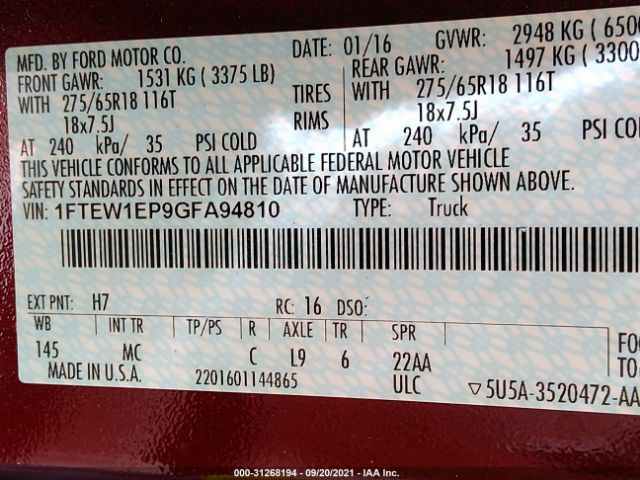 MFD. BY FORD MOTOR CO. DATE: 01/16 GVWR: 2948 KG ( 650
FRONT GAWR: 1531 KG ( 3375 LB) REAR GAWR: 1497 KG ( 3300
WITH 275/65R18 116T TIRES WITH 275/65R18 116T
18x7.5J RIMS 18x7.5J
AT 240 kPa/ 35 PSI COLD AT 240 kPa/ 35 PSI COL
THIS VEHICLE CONFORMS TO ALL APPLICABLE FEDERAL MOTOR VEHICLE
SAFETY STANDARDS IN EFFECT ON THE DATE OF MANUFACTURE SHOWN ABOVE.
VIN: 1FTEW1EP9GFA94810 TYPE: Truck
EXT PNT: H7 RC: 16 DSO:
WB INT TR TP/PS R AXLE TR SPR
145 MC C L9 6 22AA
FO
TO
MADE IN U.S.A. 2201601144865 ULC ▽5U5A-3520472-AA
000-31268194 - 09/20/2021 - IAA Inc.